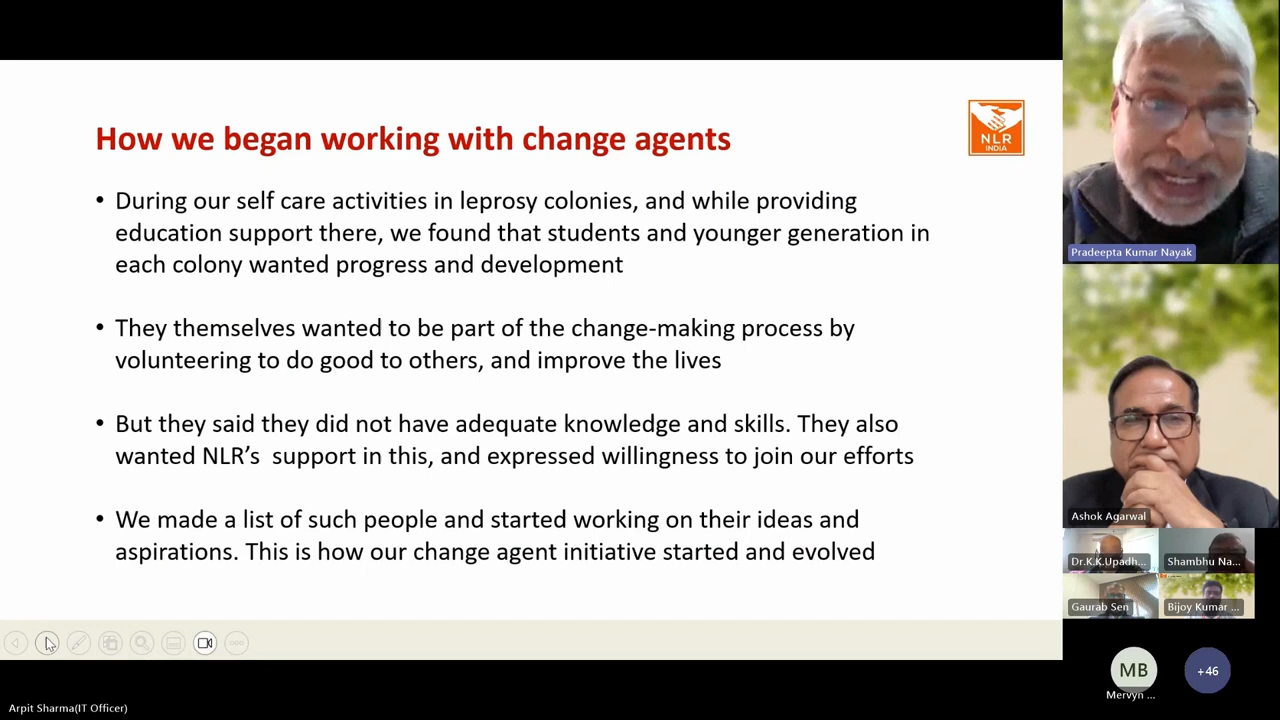 How we began working with change agents
NLR
INDIA
• During our self care activities in leprosy colonies, and while providing
education support there, we found that students and younger generation in
each colony wanted progress and development
• They themselves wanted to be part of the change-making process by
volunteering to do good to others, and improve the lives
• But they said they did not have adequate knowledge and skills. They also
wanted NLR’s  support in this, and expressed willingness to join our efforts
• We made a list of such people and started working on their ideas and
aspirations. This is how our change agent initiative started and evolved
Pradeepta Kumar Nayak
Ashok Agarwal
Dr.K.K.Upadh...
Shambhu Na...
Gaurab Sen
Bijoy Kumar ...
MB
+46
Mervyn ...
Arpit Sharma(IT Officer)